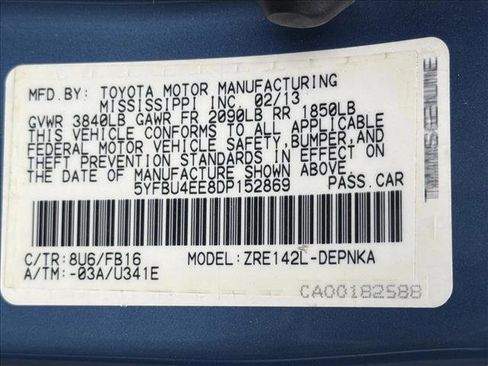 MFD.BY: TOYOTA MOTOR MANUFACTURING
MISSISSIPPI INC. 02/13
GVWR 3840LB GAWR FR 2090LB RR 1850LB
THIS VEHICLE CONFORMS TO ALL APPLICABLE
FEDERAL MOTOR VEHICLE SAFETY,BUMPER,AND
THEFT PREVENTION STANDARDS IN EFFECT ON
THE DATE OF MANUFACTURE SHOWN ABOVE.
5YFBU4EE8DP152869 PASS.CAR
C/TR:8U6/FB16 MODEL:ZRE142L-DEPNKA
A/TM:-03A/U341E
CA00182588